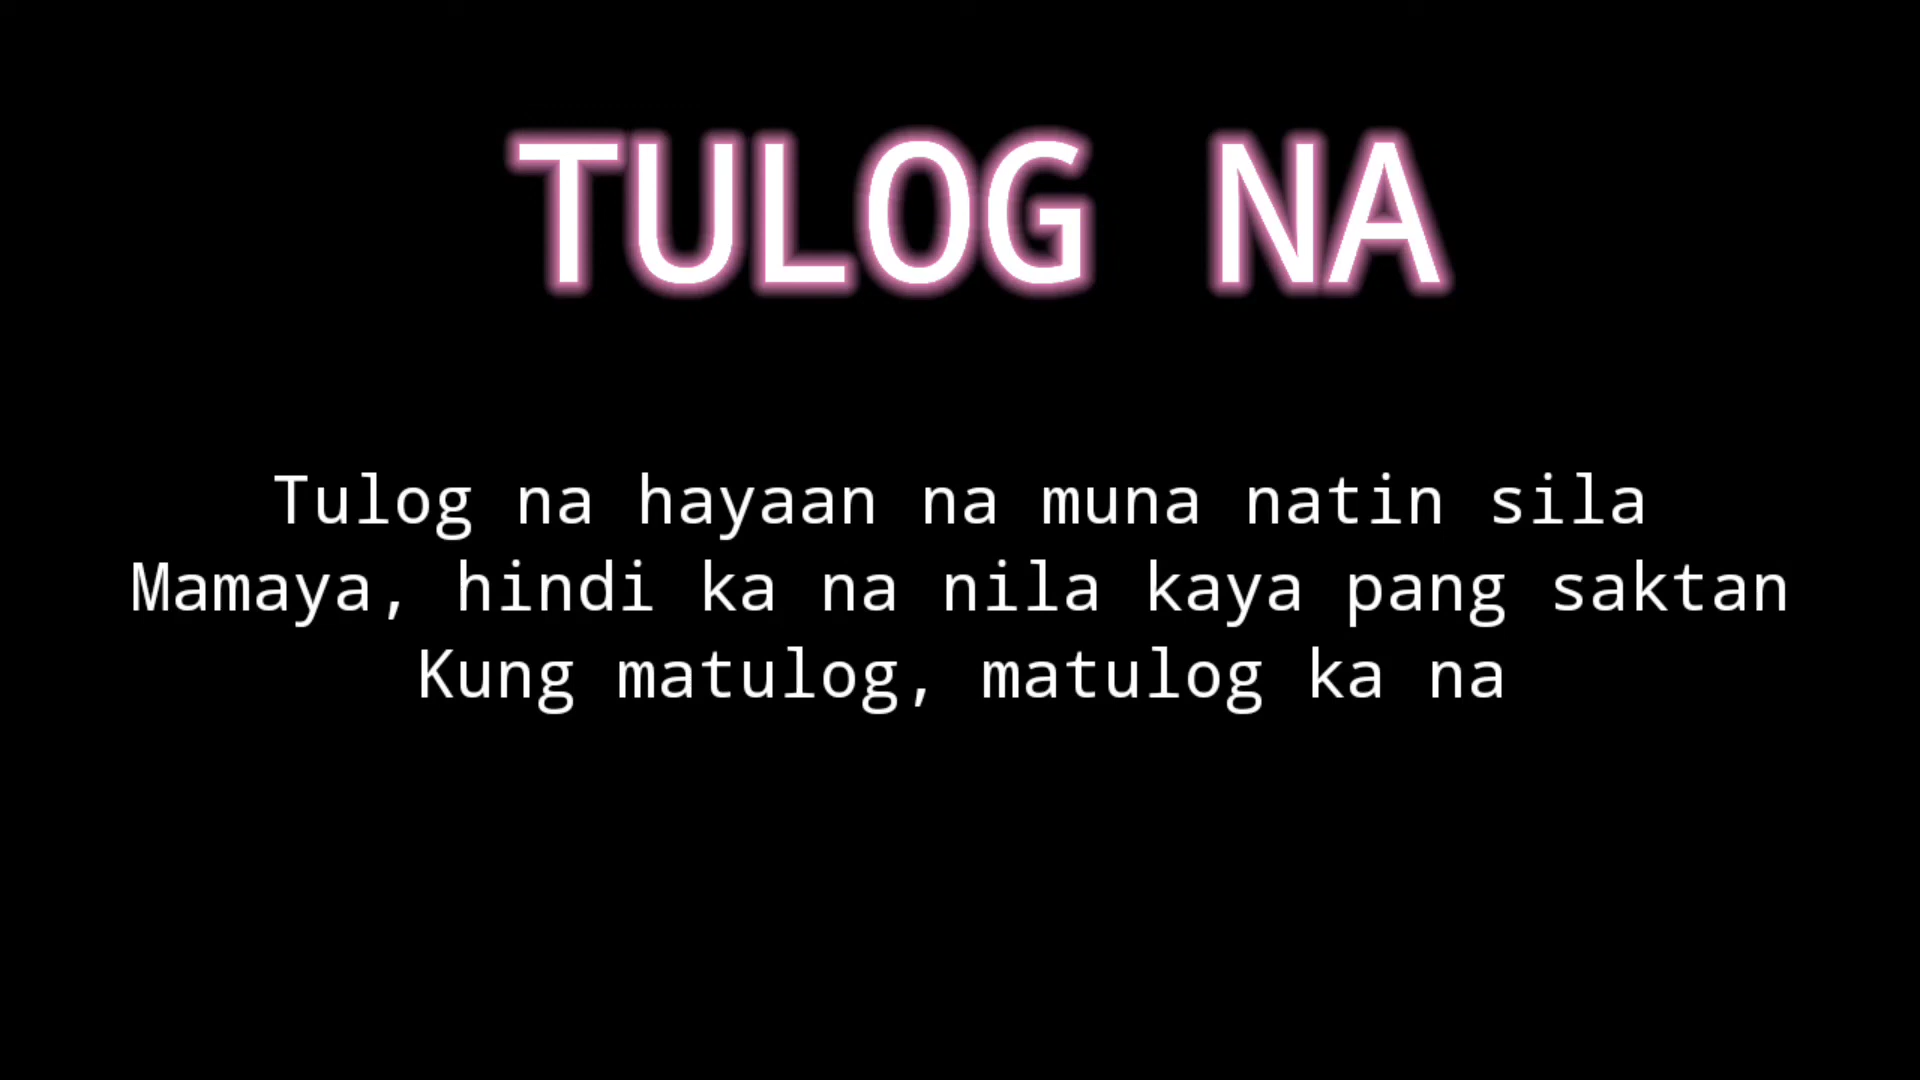 TULOG NA
Tulog na hayaan na muna natin sila
Mamaya, hindi ka na nila kaya pang saktan
Kung matulog, matulog ka na